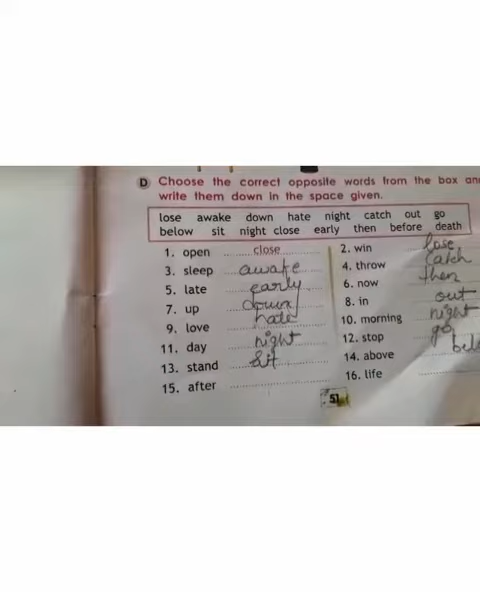 D Choose the correct opposite words from the box an
write them down in the space given.
lose awake down hate night catch out go
below sit night close early then before death
1. open close 2. win lose
3. sleep awake 4. throw catch
5. late early 6. now then
7. up down 8. in out
9. love hate 10. morning night
11. day night 12. stop go
13. stand sit 14. above bel
15. after 16. life
51